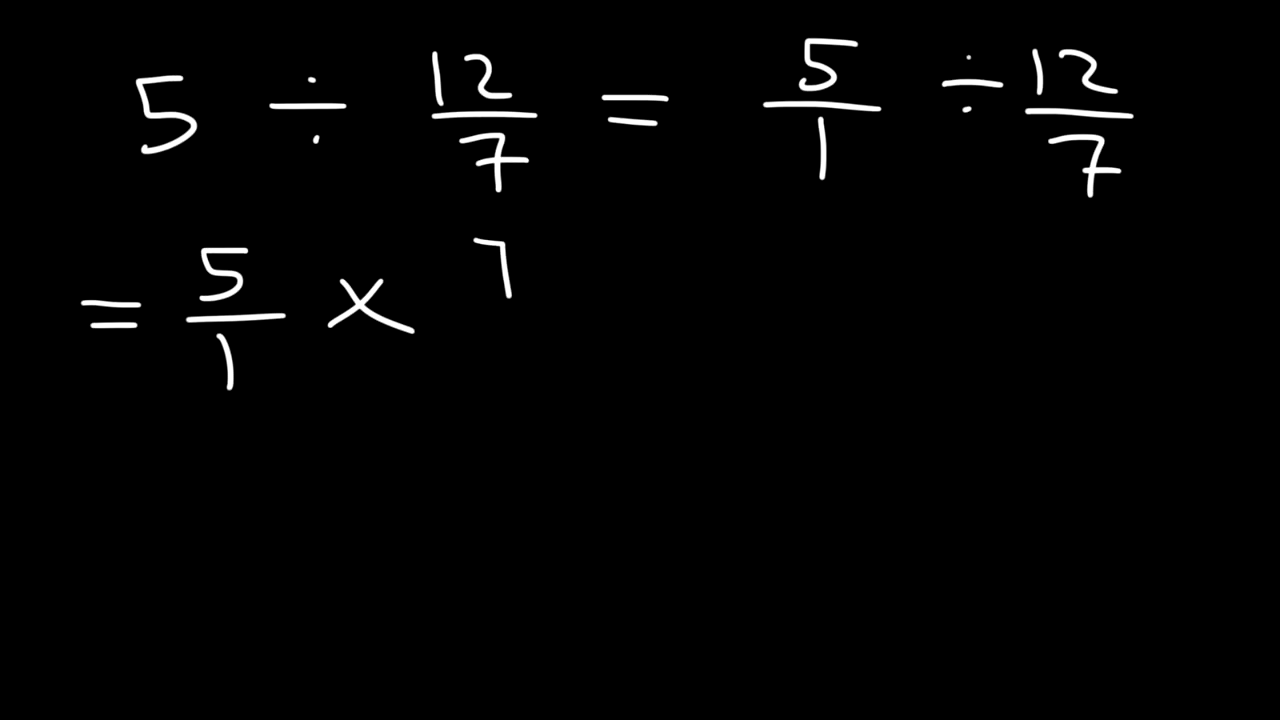 5 ÷ 12/7 = 5/1 ÷ 12/7
= 5/1 × 7